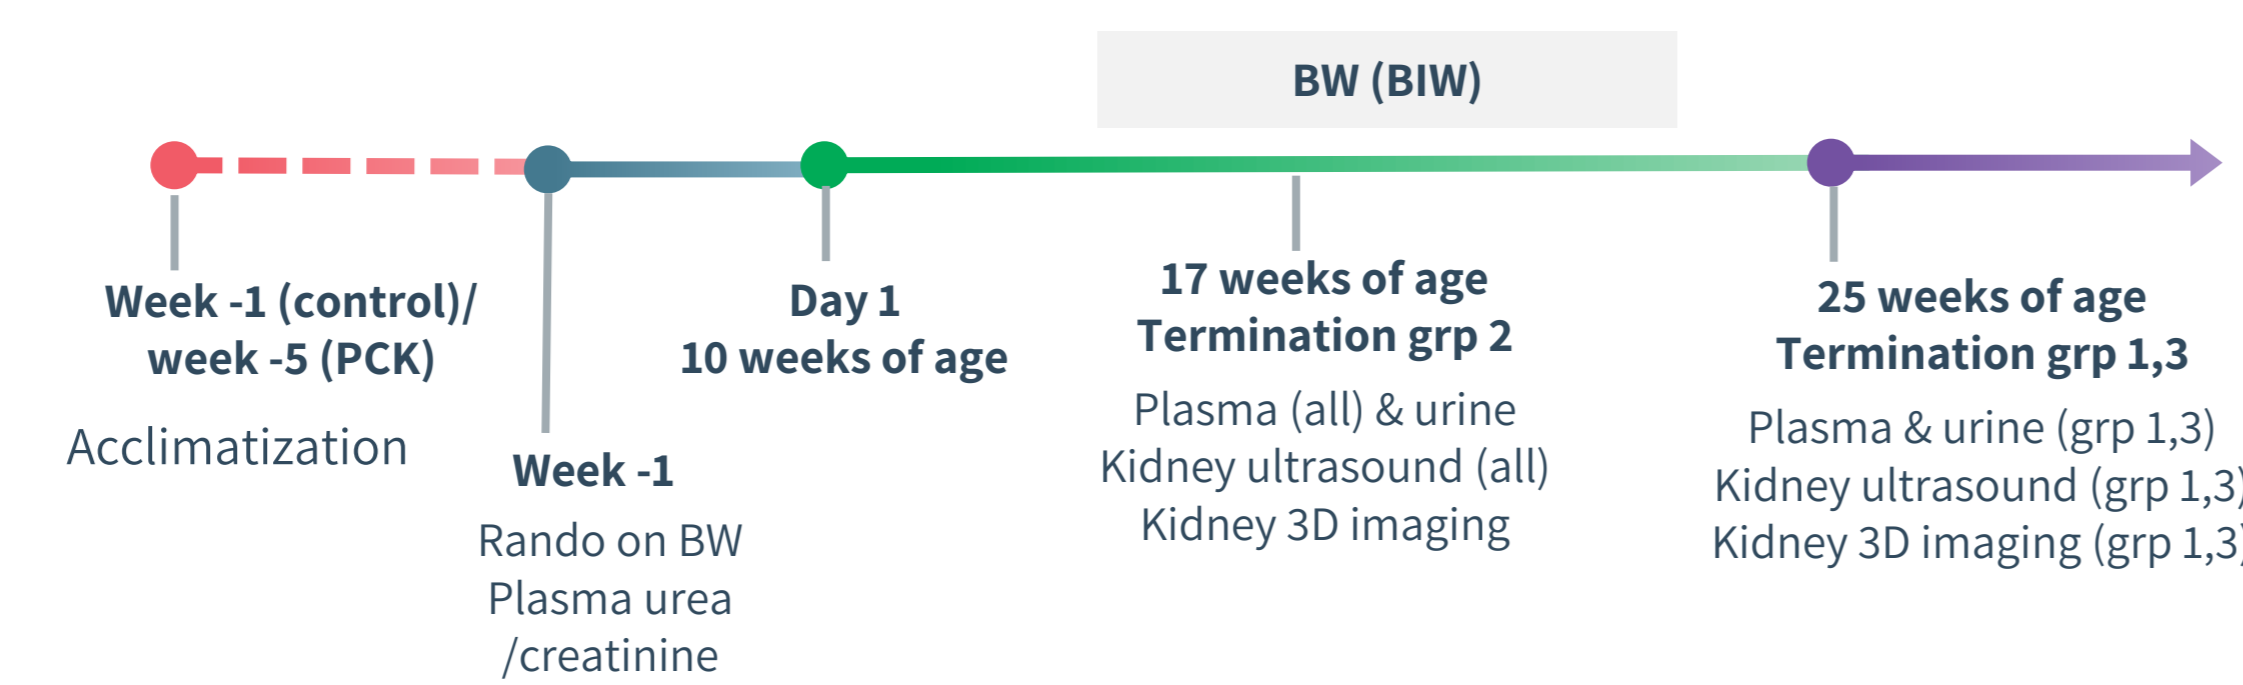 BW (BIW)
Week -1 (control)/
week -5 (PCK)
Acclimatization
Week -1
Rando on BW
Plasma urea
/creatinine
Day 1
10 weeks of age
17 weeks of age
Termination grp 2
Plasma (all) & urine
Kidney ultrasound (all)
Kidney 3D imaging
25 weeks of age
Termination grp 1,3
Plasma & urine (grp 1,3)
Kidney ultrasound (grp 1,3)
Kidney 3D imaging (grp 1,3)